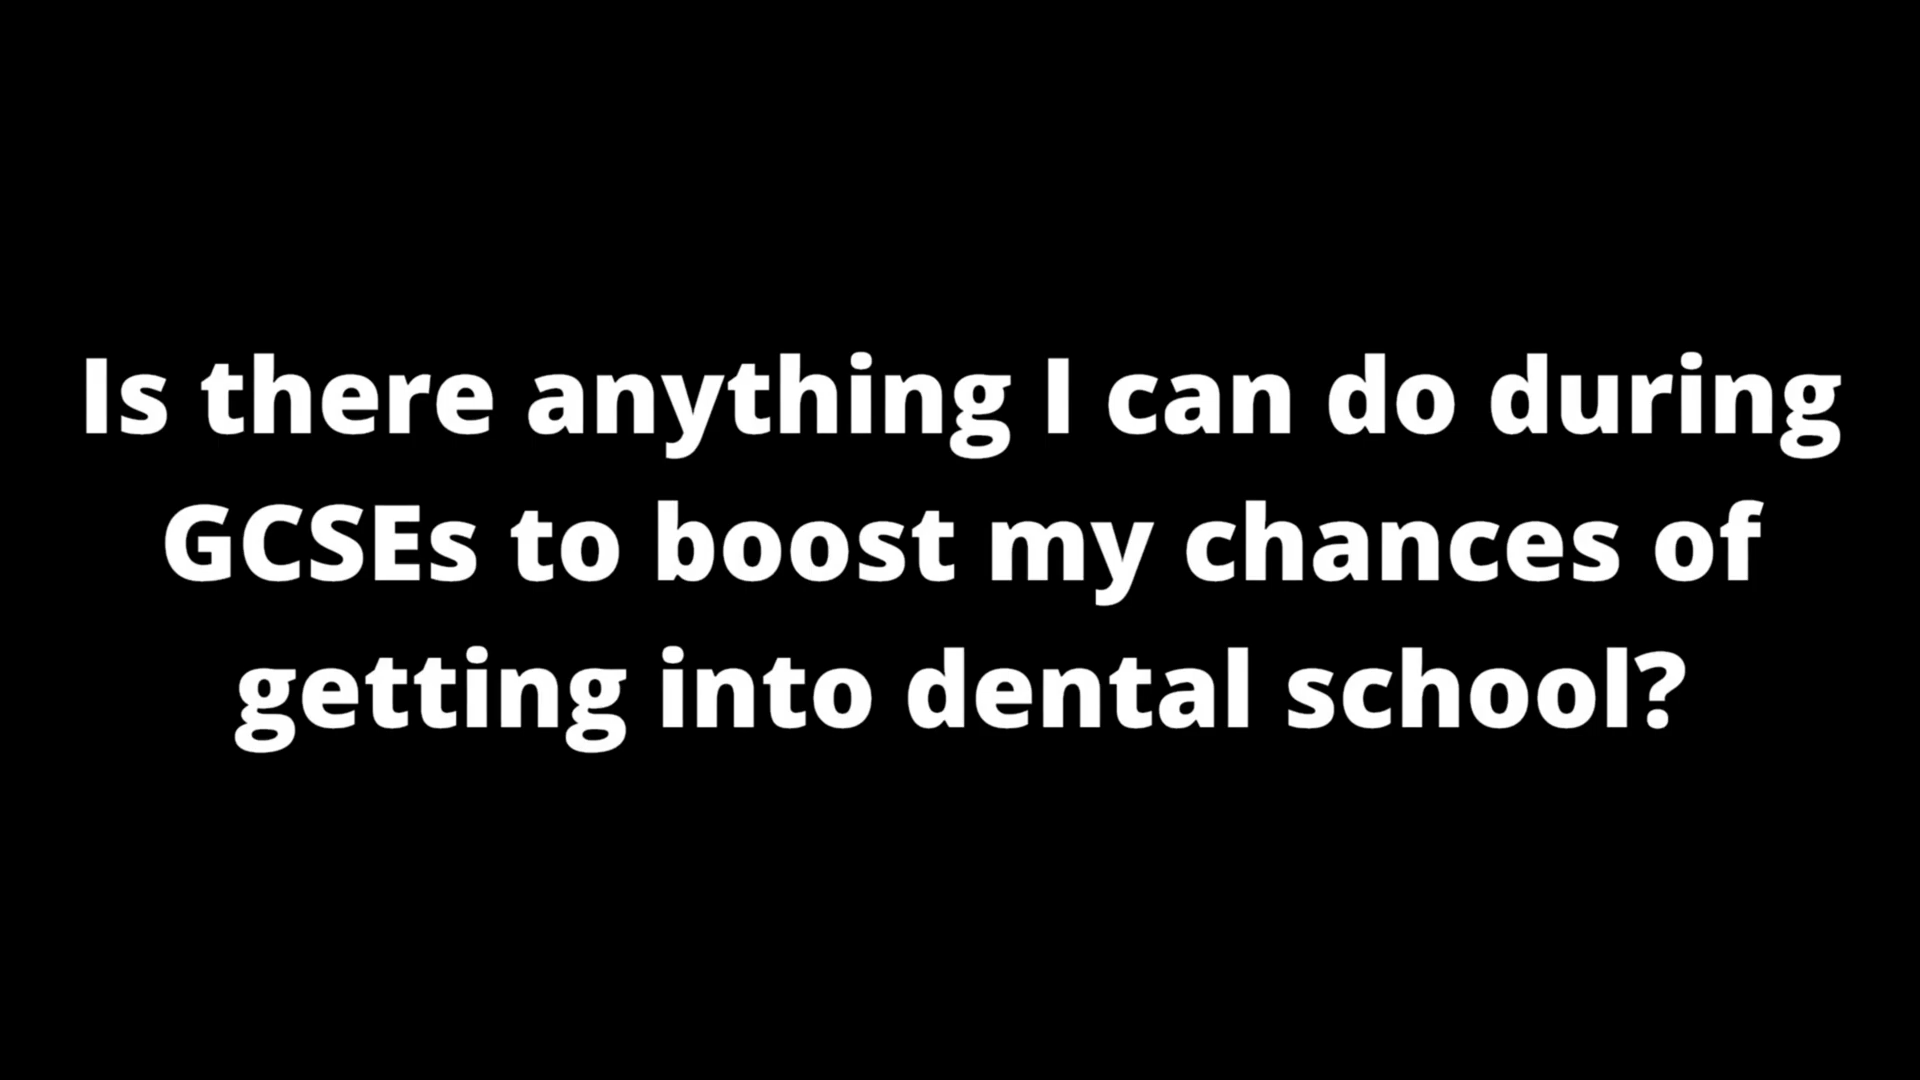 Is there anything I can do during
GCSEs to boost my chances of
getting into dental school?